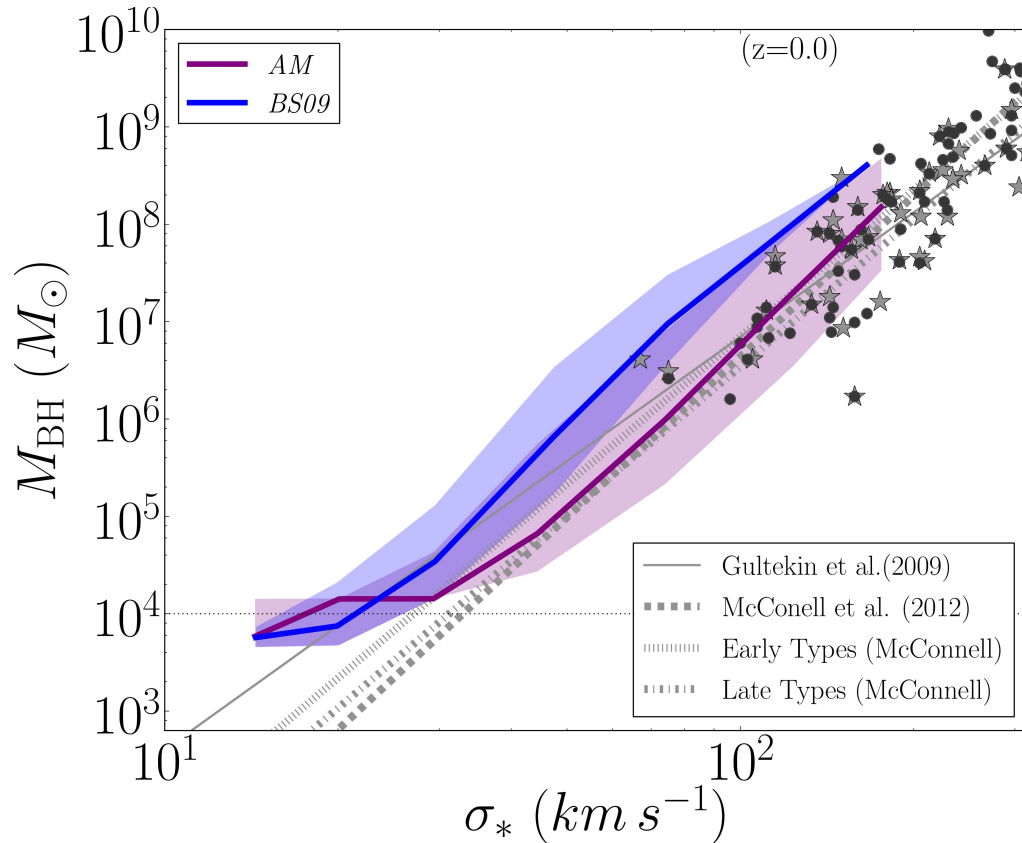 (z=0.0)
AM
BS09
10^10
10^9
10^8
10^7
10^6
10^5
10^4
10^3
M_BH (M_⊙)
Gultekin et al.(2009)
McConell et al. (2012)
Early Types (McConnell)
Late Types (McConnell)
10^1
10^2
σ_* (km s^−1)